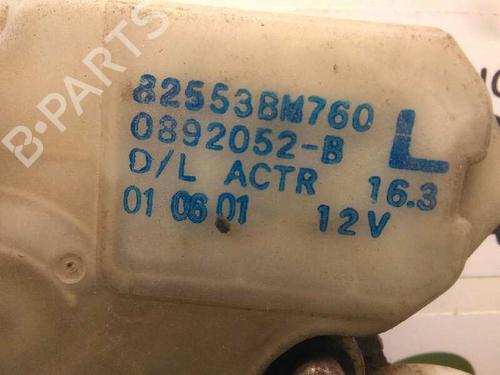 B-PARTS
82553BM760
0892052-B L
D/L ACTR 16.3
01 06 01 12V